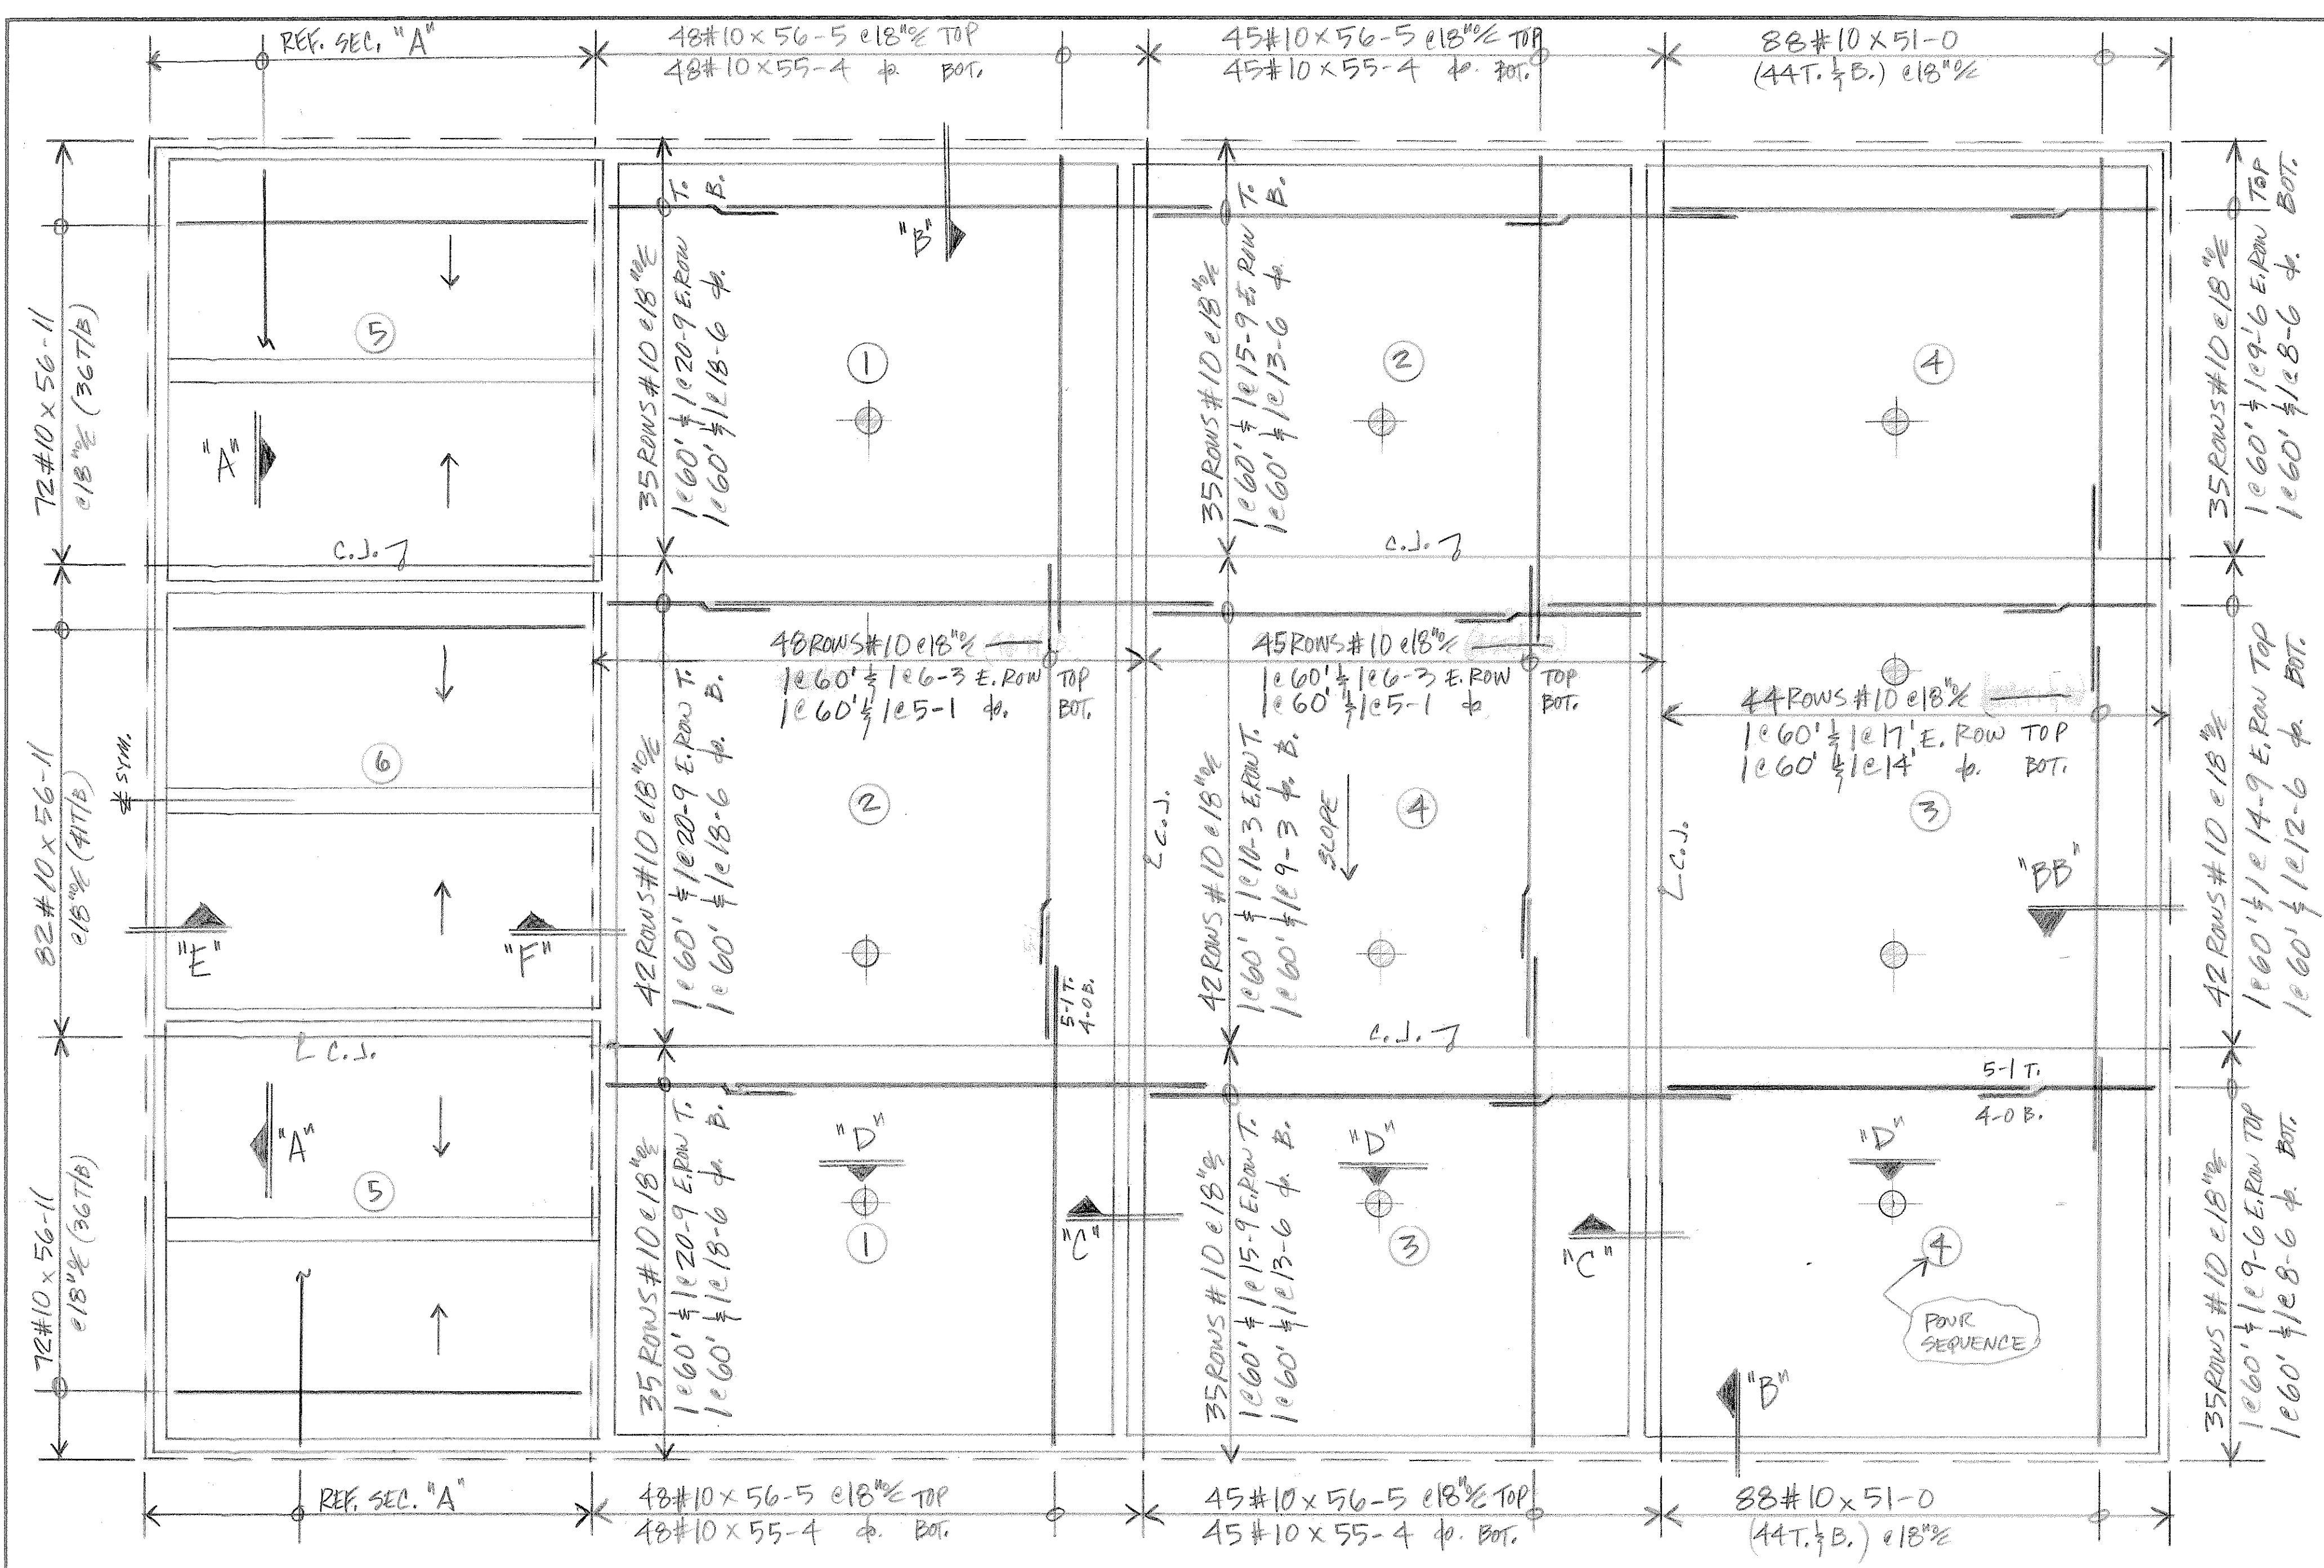 REF. SEC. "A"
48#10 x 56-5 @18"o/c TOP
48#10 x 55-4 do. BOT.
45#10 x 56-5 @18"o/c TOP
45#10 x 55-4 do. BOT.
88#10 x 51-0
(44T. & B.) @18"o/c
72#10 x 56-11
@18"o/c (36T/B)
82#10 x 56-11
@18"o/c (41T/B)
72#10 x 56-11
@18"o/c (36T/B)
SYM.
5
"A"
C.J.
6
"E"
"F"
C.J.
"A"
5
35 ROWS #10 @18"o/c
1@60' & 1@20-9 E.ROW T.
1@60' & 1@18-6 do. B.
"B"
1
35 ROWS #10 @18"o/c
1@60' & 1@15-9 E. ROW T.
1@60' & 1@13-6 do. B.
2
C.J.
4
35 ROWS #10 @18"o/c
1@60' & 1@9-6 E.ROW TOP
1@60' & 1@8-6 do. BOT.
48 ROWS #10 @18"o/c
1@60' & 1@6-3 E. ROW TOP
1@60' & 1@5-1 do. BOT.
45 ROWS #10 @18"o/c
1@60' & 1@6-3 E. ROW TOP
1@60' & 1@5-1 do BOT.
44 ROWS #10 @18"o/c
1@60' & 1@17' E. ROW TOP
1@60' & 1@14' do. BOT.
42 ROWS #10 @18"o/c
1@60' & 1@20-9 E.ROW T.
1@60' & 1@18-6 do. B.
2
5-1 T.
4-0 B.
C.J.
42 ROWS #10 @18"o/c
1@60' & 1@10-3 E.ROW T.
1@60' & 1@9-3 do. B.
SLOPE
4
C.J.
C.J.
3
"BB"
42 ROWS #10 @18"o/c
1@60' & 1@14-9 E.ROW TOP
1@60' & 1@12-6 do. BOT.
35 ROWS #10 @18"o/c
1@60' & 1@20-9 E.ROW T.
1@60' & 1@18-6 do. B.
"D"
1
"C"
35 ROWS #10 @18"o/c
1@60' & 1@15-9 E.ROW T.
1@60' & 1@13-6 do. B.
"D"
3
"C"
5-1 T.
4-0 B.
"D"
4
POUR
SEQUENCE
"B"
35 ROWS #10 @18"o/c
1@60' & 1@9-6 E.ROW TOP
1@60' & 1@8-6 do. BOT.
REF. SEC. "A"
48#10 x 56-5 @18"o/c TOP
48#10 x 55-4 do. BOT.
45#10 x 56-5 @18"o/c TOP
45#10 x 55-4 do. BOT.
88#10 x 51-0
(44T. & B.) @18"o/c